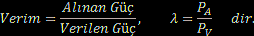 Verim = Alınan Güç / Verilen Güç, λ = P_A / P_V dir.